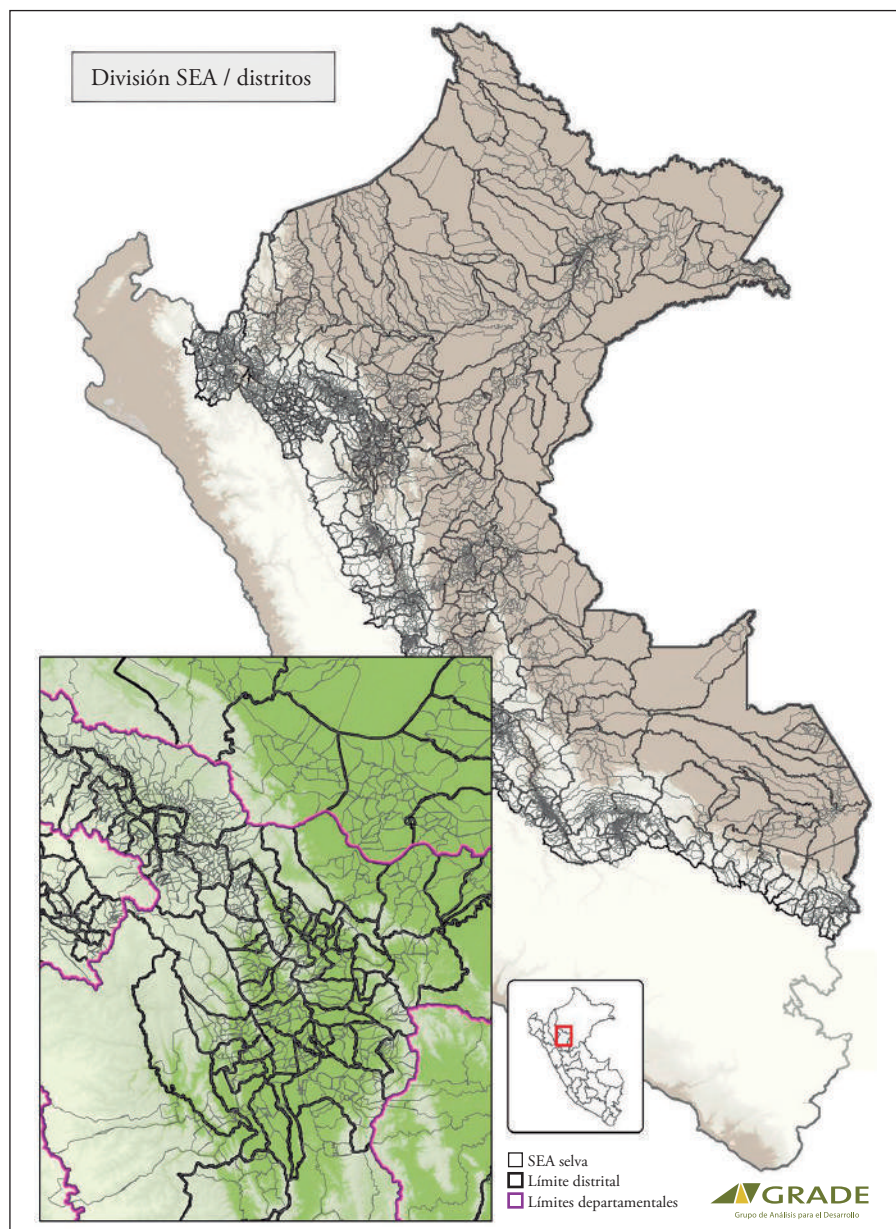 División SEA / distritos
A
SEA selva
Límite distrital
Límites departamentales
GRADE
Grupo de Análisis para el Desarrollo